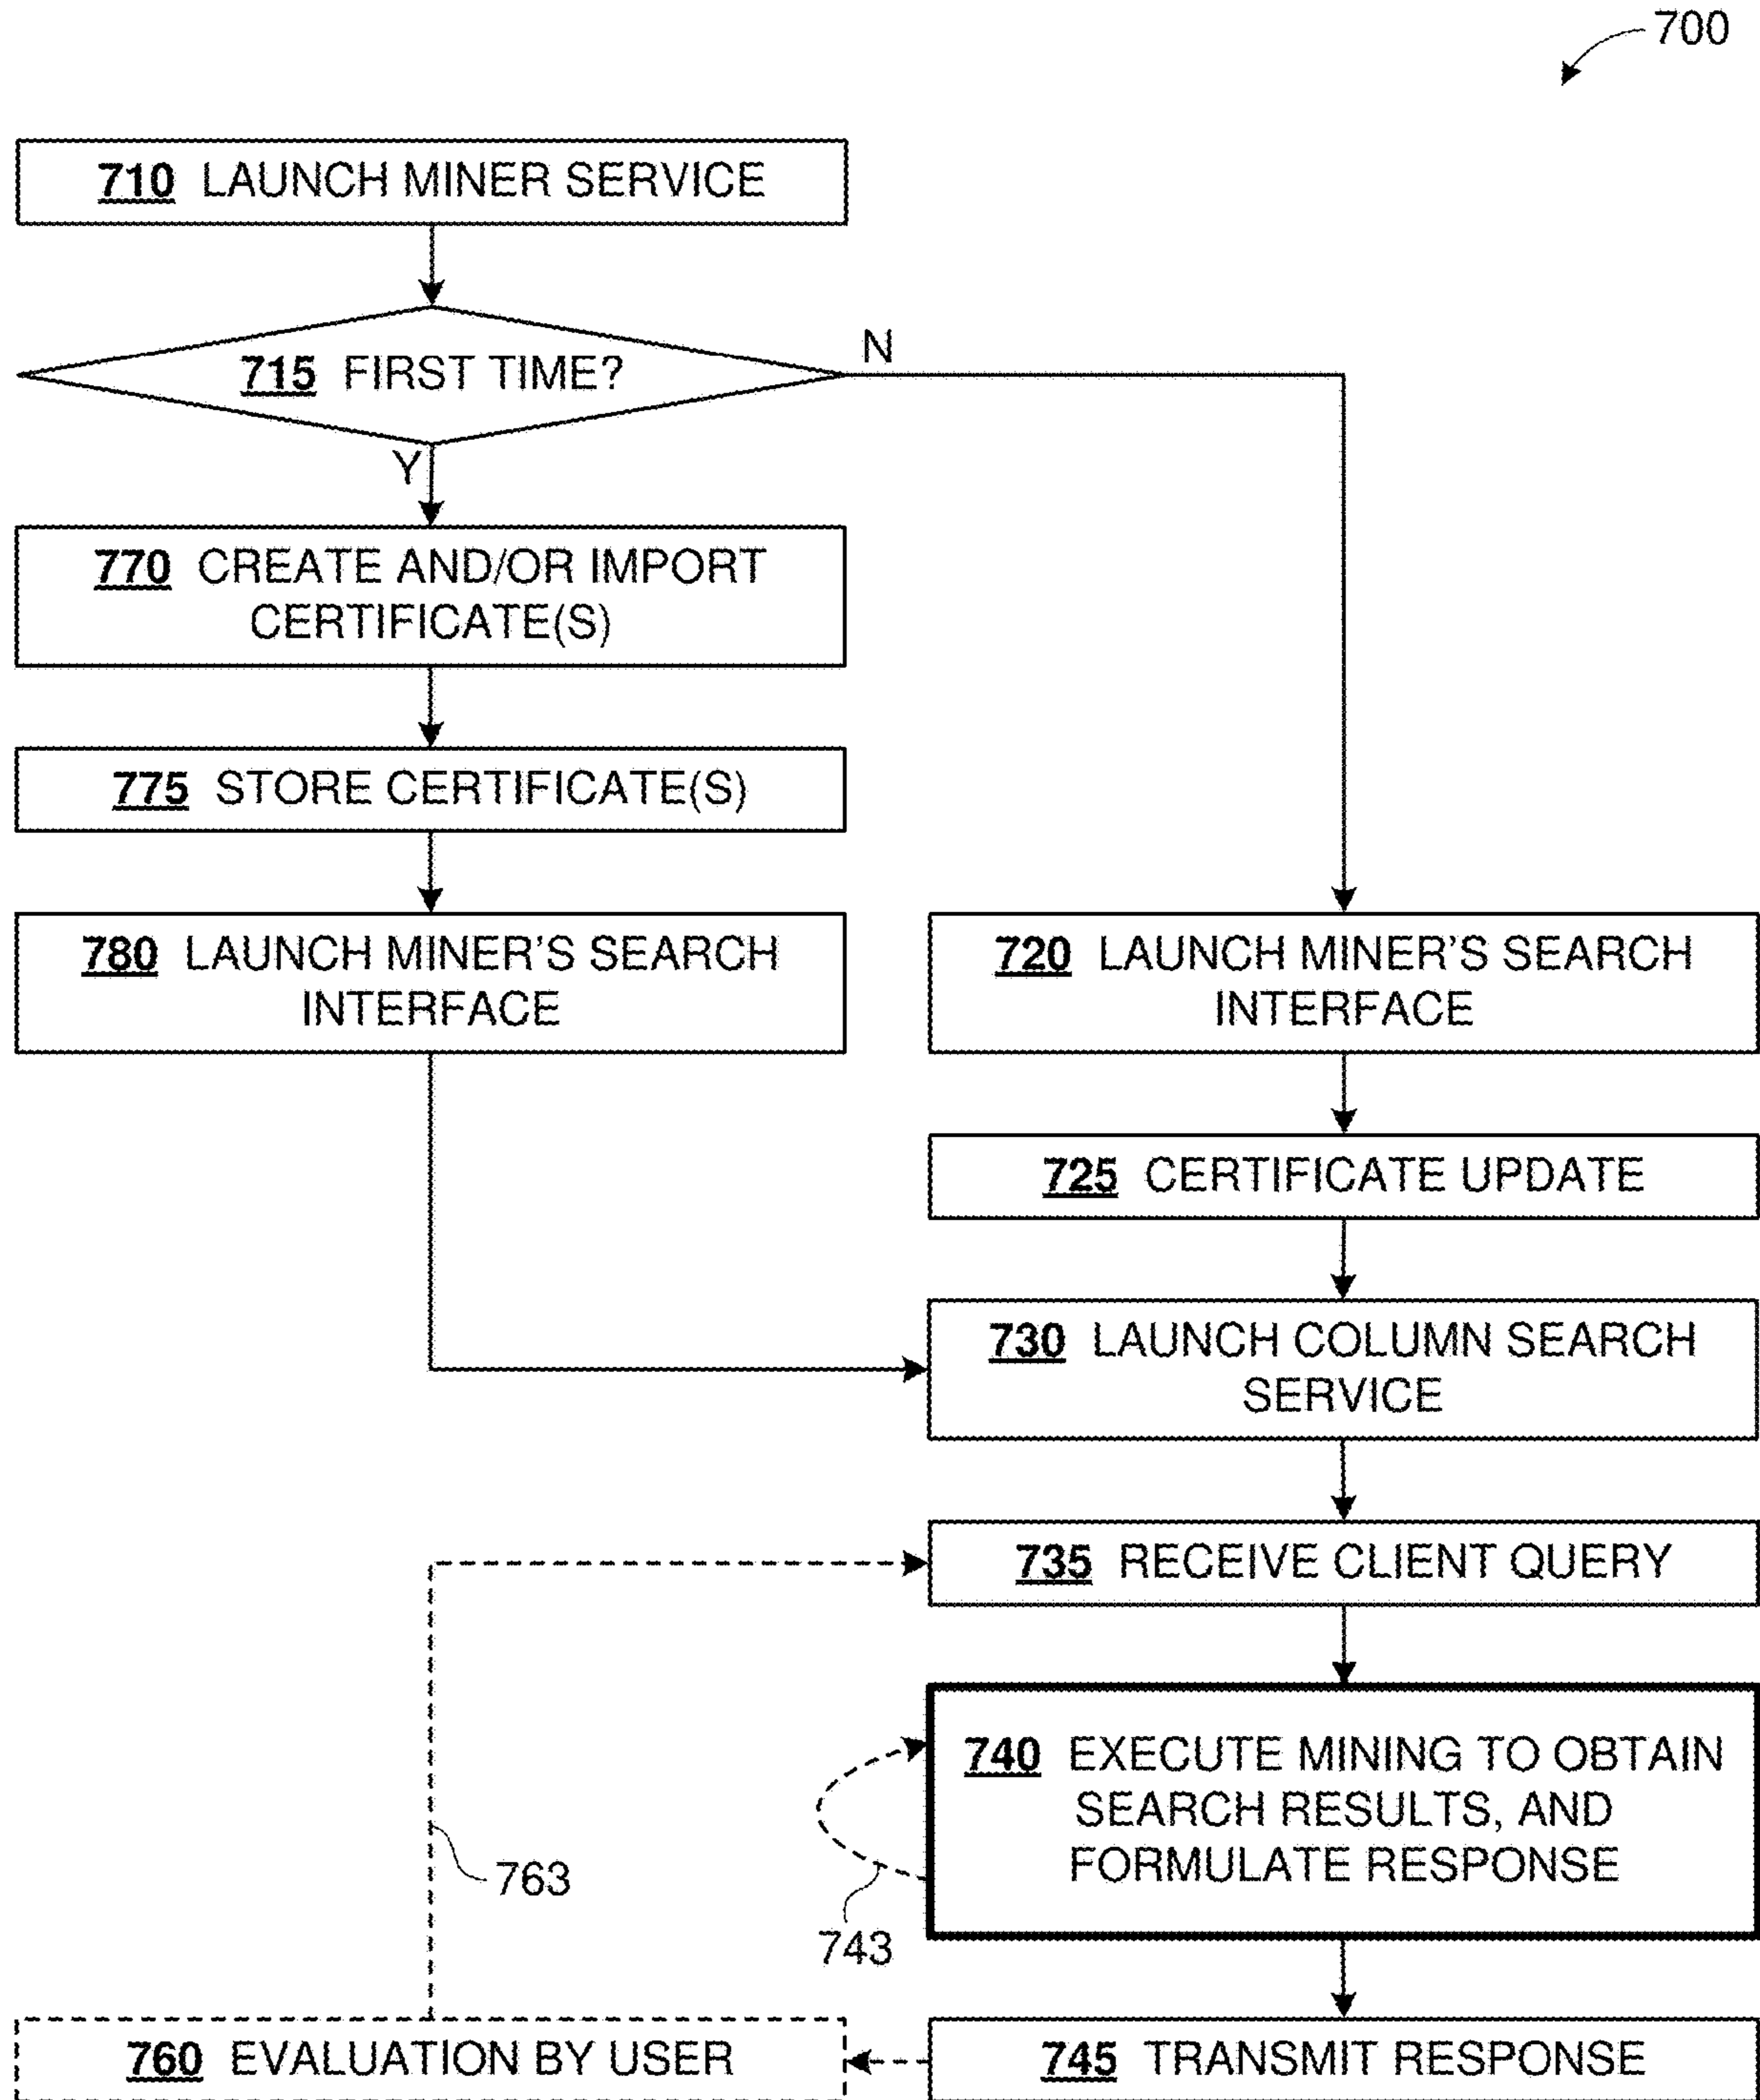 700
710 LAUNCH MINER SERVICE
715 FIRST TIME?
N
Y
770 CREATE AND/OR IMPORT
CERTIFICATE(S)
775 STORE CERTIFICATE(S)
780 LAUNCH MINER'S SEARCH
INTERFACE
720 LAUNCH MINER'S SEARCH
INTERFACE
725 CERTIFICATE UPDATE
730 LAUNCH COLUMN SEARCH
SERVICE
735 RECEIVE CLIENT QUERY
740 EXECUTE MINING TO OBTAIN
SEARCH RESULTS, AND
FORMULATE RESPONSE
743
763
760 EVALUATION BY USER
745 TRANSMIT RESPONSE